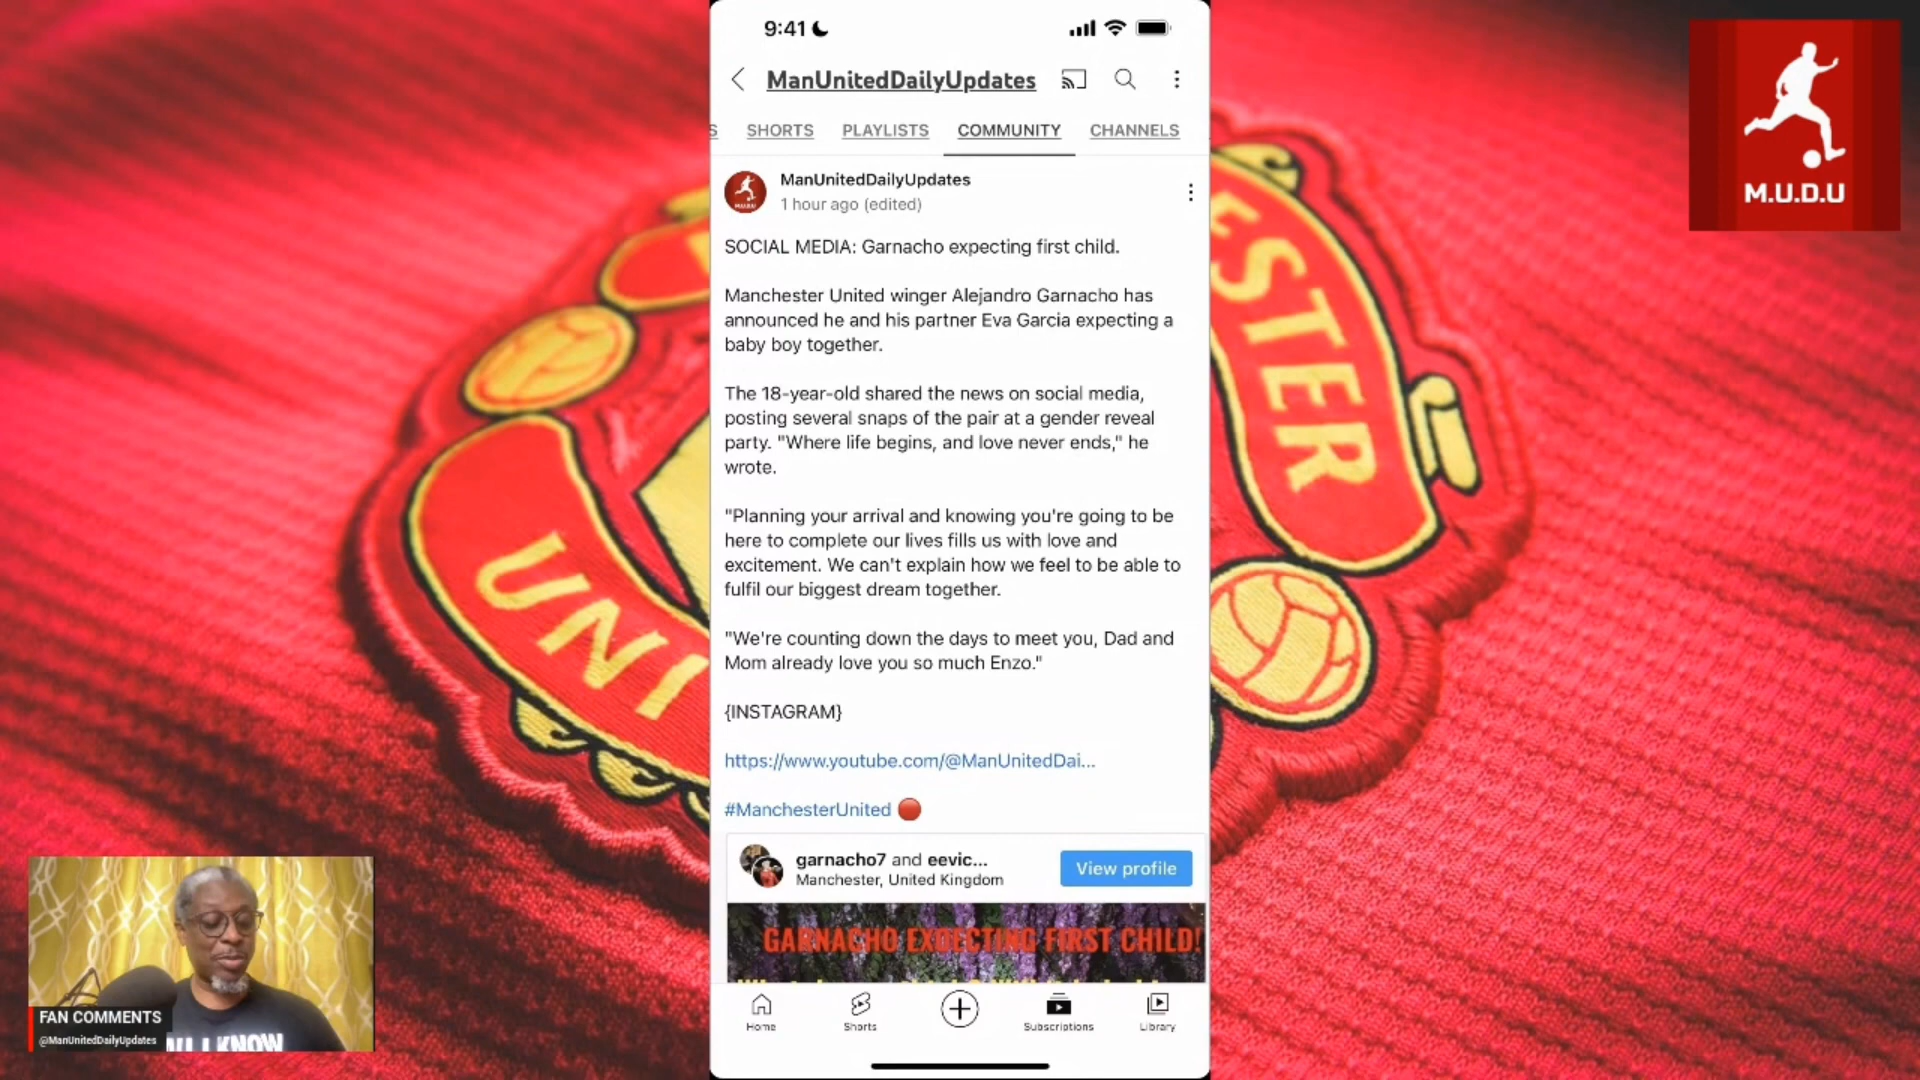 9:41
ManUnitedDailyUpdates
S SHORTS PLAYLISTS COMMUNITY CHANNELS
ManUnitedDailyUpdates
1 hour ago (edited)
SOCIAL MEDIA: Garnacho expecting first child.
Manchester United winger Alejandro Garnacho has
announced he and his partner Eva Garcia expecting a
baby boy together.
The 18-year-old shared the news on social media,
posting several snaps of the pair at a gender reveal
party. "Where life begins, and love never ends," he
wrote.
"Planning your arrival and knowing you're going to be
here to complete our lives fills us with love and
excitement. We can't explain how we feel to be able to
fulfil our biggest dream together.
"We're counting down the days to meet you, Dad and
Mom already love you so much Enzo."
{INSTAGRAM}
https://www.youtube.com/@ManUnitedDai...
#ManchesterUnited
garnacho7 and eevic...
Manchester, United Kingdom
View profile
GARNACHO EXPECTING FIRST CHILD!
Home Shorts Subscriptions Library
M.U.D.U
ESTER
UNI
FAN COMMENTS
@ManUnitedDailyUpdates
ALL I KNOW